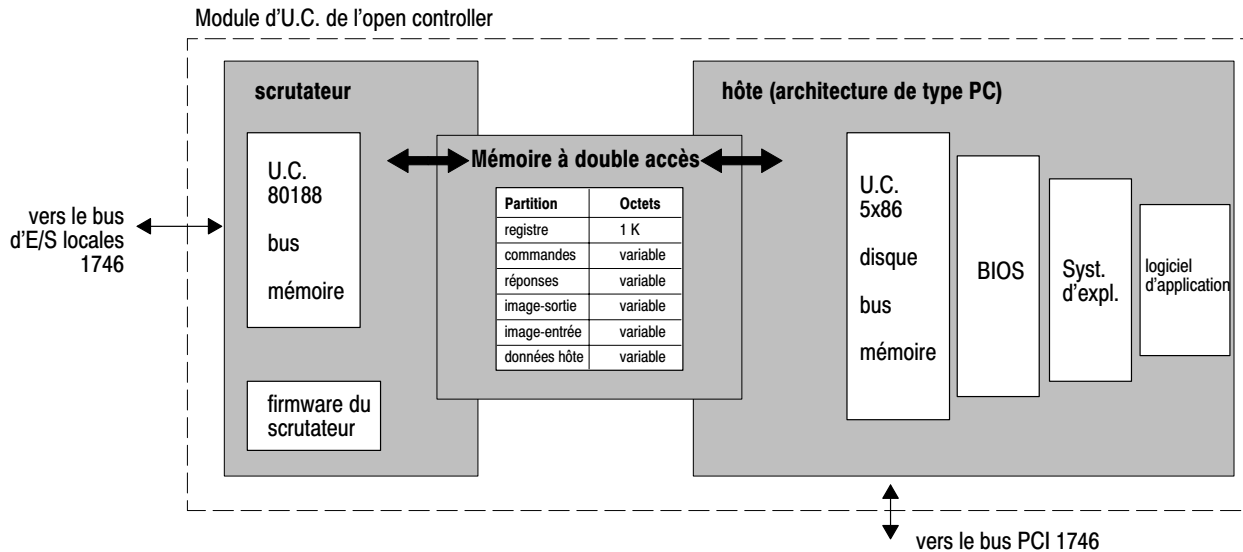 Module d'U.C. de l'open controller
scrutateur
hôte (architecture de type PC)
Mémoire à double accès
U.C.
80188
bus
mémoire
Partition Octets
registre 1 K
commandes variable
réponses variable
image-sortie variable
image-entrée variable
données hôte variable
U.C.
5x86
disque
bus
mémoire
BIOS
Syst.
d'expl.
logiciel
d'application
vers le bus
d'E/S locales
1746
firmware du
scrutateur
vers le bus PCI 1746